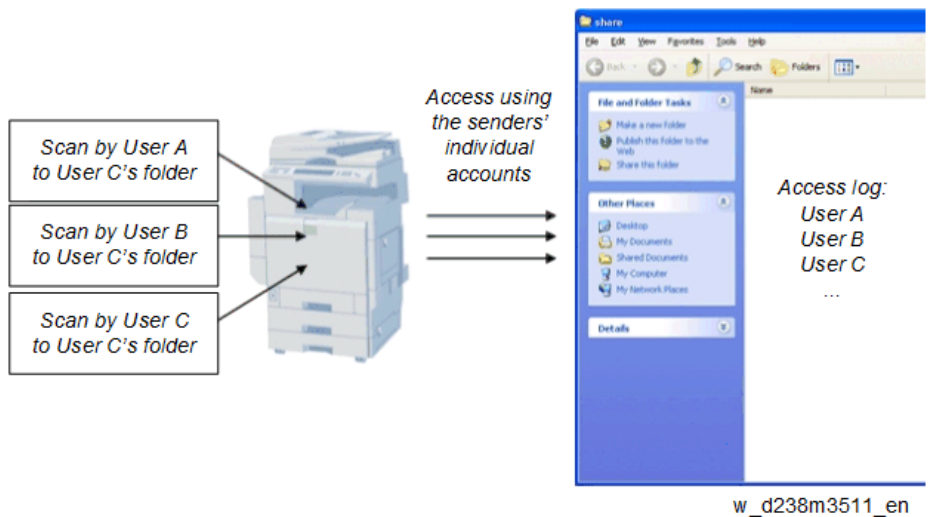 share
File Edit View Favorites Tools Help
Back Search Folders
Name
Access using
the senders'
individual
accounts
Scan by User A
to User C's folder
Scan by User B
to User C's folder
Scan by User C
to User C's folder
File and Folder Tasks
Make a new folder
Publish this folder to the
Web
Share this folder
Other Places
Desktop
My Documents
Shared Documents
My Computer
My Network Places
Details
Access log:
User A
User B
User C
...
w_d238m3511_en